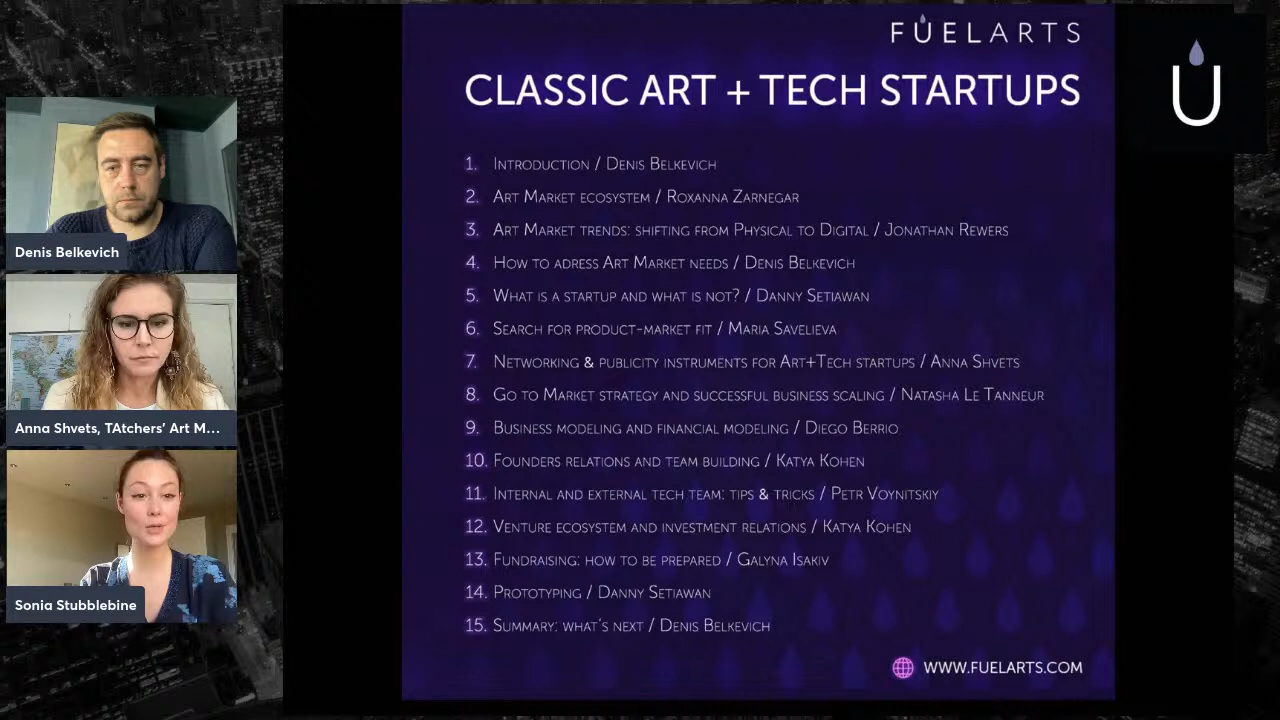 FUELARTS
CLASSIC ART + TECH STARTUPS
U
1. INTRODUCTION / DENIS BELKEVICH
2. ART MARKET ECOSYSTEM / ROXANNA ZARNEGAR
3. ART MARKET TRENDS: SHIFTING FROM PHYSICAL TO DIGITAL / JONATHAN REWERS
4. HOW TO ADRESS ART MARKET NEEDS / DENIS BELKEVICH
5. WHAT IS A STARTUP AND WHAT IS NOT? / DANNY SETIAWAN
6. SEARCH FOR PRODUCT-MARKET FIT / MARIA SAVELIEVA
7. NETWORKING & PUBLICITY INSTRUMENTS FOR ART+TECH STARTUPS / ANNA SHVETS
8. GO TO MARKET STRATEGY AND SUCCESSFUL BUSINESS SCALING / NATASHA LE TANNEUR
9. BUSINESS MODELING AND FINANCIAL MODELING / DIEGO BERRIO
10. FOUNDERS RELATIONS AND TEAM BUILDING / KATYA KOHEN
11. INTERNAL AND EXTERNAL TECH TEAM: TIPS & TRICKS / PETR VOYNITSKIY
12. VENTURE ECOSYSTEM AND INVESTMENT RELATIONS / KATYA KOHEN
13. FUNDRAISING: HOW TO BE PREPARED / GALYNA ISAKIV
14. PROTOTYPING / DANNY SETIAWAN
15. SUMMARY: WHAT'S NEXT / DENIS BELKEVICH
WWW.FUELARTS.COM
Denis Belkevich
Anna Shvets, TAtchers' Art M...
Sonia Stubblebine